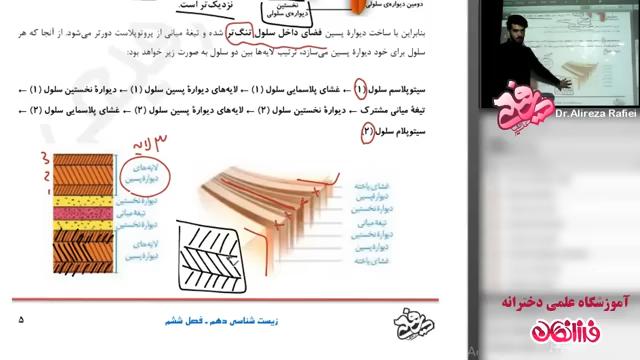 دومین دیواره‌ی سلولی
نخستین دیواره‌ی سلولی
نزدیک‌تر است.
بنابراین با ساخت دیوارهٔ پسین فضای داخل سلول تنگ‌تر شده و تیغهٔ میانی از پروتوپلاست دورتر می‌شود. از آنجا که هر
سلول برای خود دیوارهٔ پسین می‌سازد، ترتیب لایه‌ها بین دو سلول به صورت زیر خواهد بود:
سیتوپلاسم سلول (۱) ← غشای پلاسمایی سلول (۱) ← لایه‌های دیوارهٔ پسین سلول (۱) ← دیوارهٔ نخستین سلول (۱) ←
تیغهٔ میانی مشترک ← دیوارهٔ نخستین سلول (۲) ← لایه‌های دیوارهٔ پسین سلول (۲) ← غشای پلاسمایی سلول (۲) ←
سیتوپلام سلول (۲).
۳ لایه
3
2
1
لایه‌های دیوارهٔ پسین
دیوارهٔ نخستین
تیغهٔ میانی
دیوارهٔ نخستین
لایه‌های دیوارهٔ پسین
غشای یاخته
دیوارهٔ پسین
دیوارهٔ نخستین
تیغهٔ میانی
دیوارهٔ نخستین
دیوارهٔ پسین
غشای یاخته
زیست شناسی دهم - فصل ششم
۵
Dr.Alireza Rafiei
آموزشگاه علمی دخترانه
فرزانگان